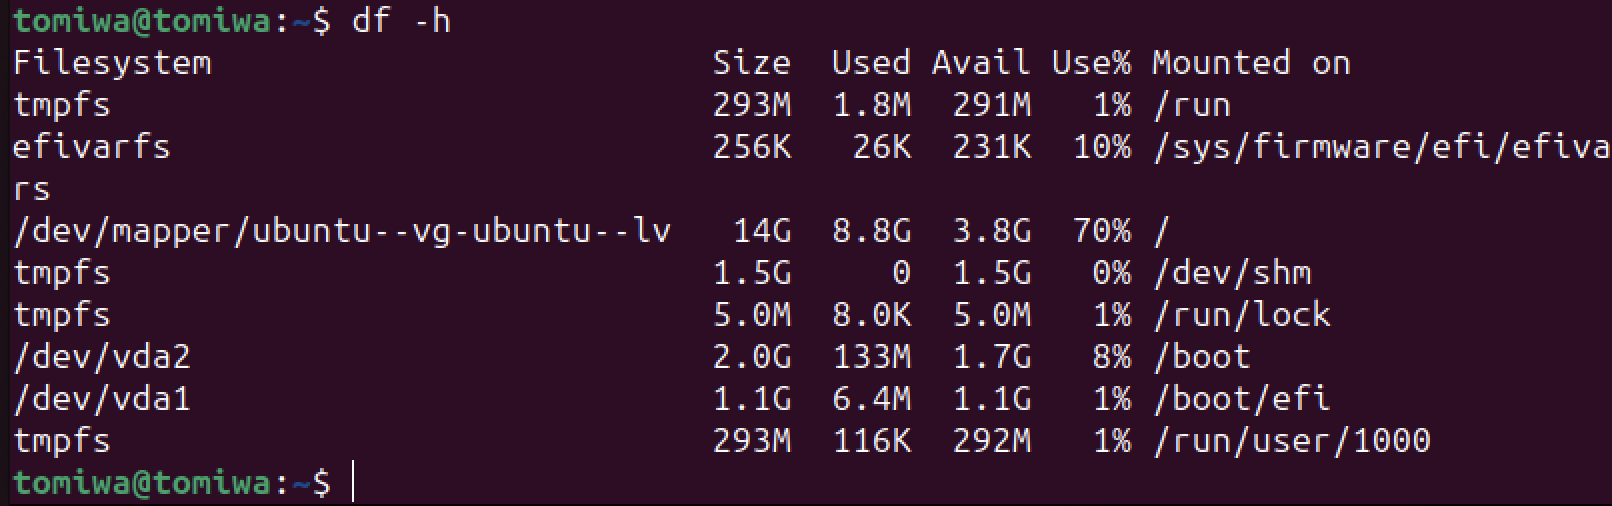 tomiwa@tomiwa:~$ df -h
Filesystem                         Size  Used Avail Use% Mounted on
tmpfs                              293M  1.8M  291M   1% /run
efivarfs                           256K   26K  231K  10% /sys/firmware/efi/efiva
rs
/dev/mapper/ubuntu--vg-ubuntu--lv   14G  8.8G  3.8G  70% /
tmpfs                              1.5G     0  1.5G   0% /dev/shm
tmpfs                              5.0M  8.0K  5.0M   1% /run/lock
/dev/vda2                          2.0G  133M  1.7G   8% /boot
/dev/vda1                          1.1G  6.4M  1.1G   1% /boot/efi
tmpfs                              293M  116K  292M   1% /run/user/1000
tomiwa@tomiwa:~$